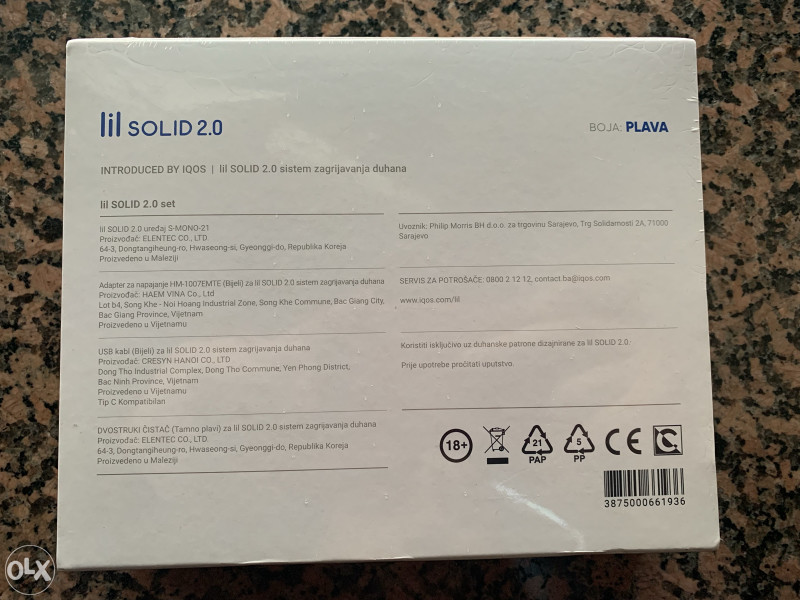 lil SOLID 2.0
BOJA: PLAVA
INTRODUCED BY IQOS | lil SOLID 2.0 sistem zagrijavanja duhana
lil SOLID 2.0 set
lil SOLID 2.0 uređaj S-MONO-21
Proizvođač: ELENTEC CO., LTD
64-3, Dongtangiheung-ro, Hwaseong-si, Gyeonggi-do, Republika Koreja
Proizvedeno u Maleziji
Adapter za napajanje HM-1007EMTE (Bijeli) za lil SOLID 2.0 sistem zagrijavanja duhana
Proizvođač: HAEM VINA Co., Ltd
Lot b4, Song Khe - Noi Hoang Industrial Zone, Song Khe Commune, Bac Giang City,
Bac Giang Province, Vijetnam
Proizvedeno u Vijetnamu
USB kabl (Bijeli) za lil SOLID 2.0 sistem zagrijavanja duhana
Proizvođač: CRESYN HANOI CO., LTD
Dong Tho Industrial Complex, Dong Tho Commune, Yen Phong District,
Bac Ninh Province, Vijetnam
Proizvedeno u Vijetnamu
Tip C Kompatibilan
DVOSTRUKI ČISTAČ (Tamno plavi) za lil SOLID 2.0 sistem zagrijavanja duhana
Proizvođač: ELENTEC CO., LTD.
64-3, Dongtangiheung-ro, Hwaseong-si, Gyeonggi-do, Republika Koreja
Proizvedeno u Maleziji
Uvoznik: Philip Morris BH d.o.o. za trgovinu Sarajevo, Trg Solidarnosti 2A, 71000
Sarajevo
SERVIS ZA POTROŠAČE: 0800 2 12 12, contact.ba@iqos.com
www.iqos.com/lil
Koristiti isključivo uz duhanske patrone dizajnirane za lil SOLID 2.0.
Prije upotrebe pročitati uputstvo.
18+
21
PAP
5
PP
CE
3875000661936
OLX